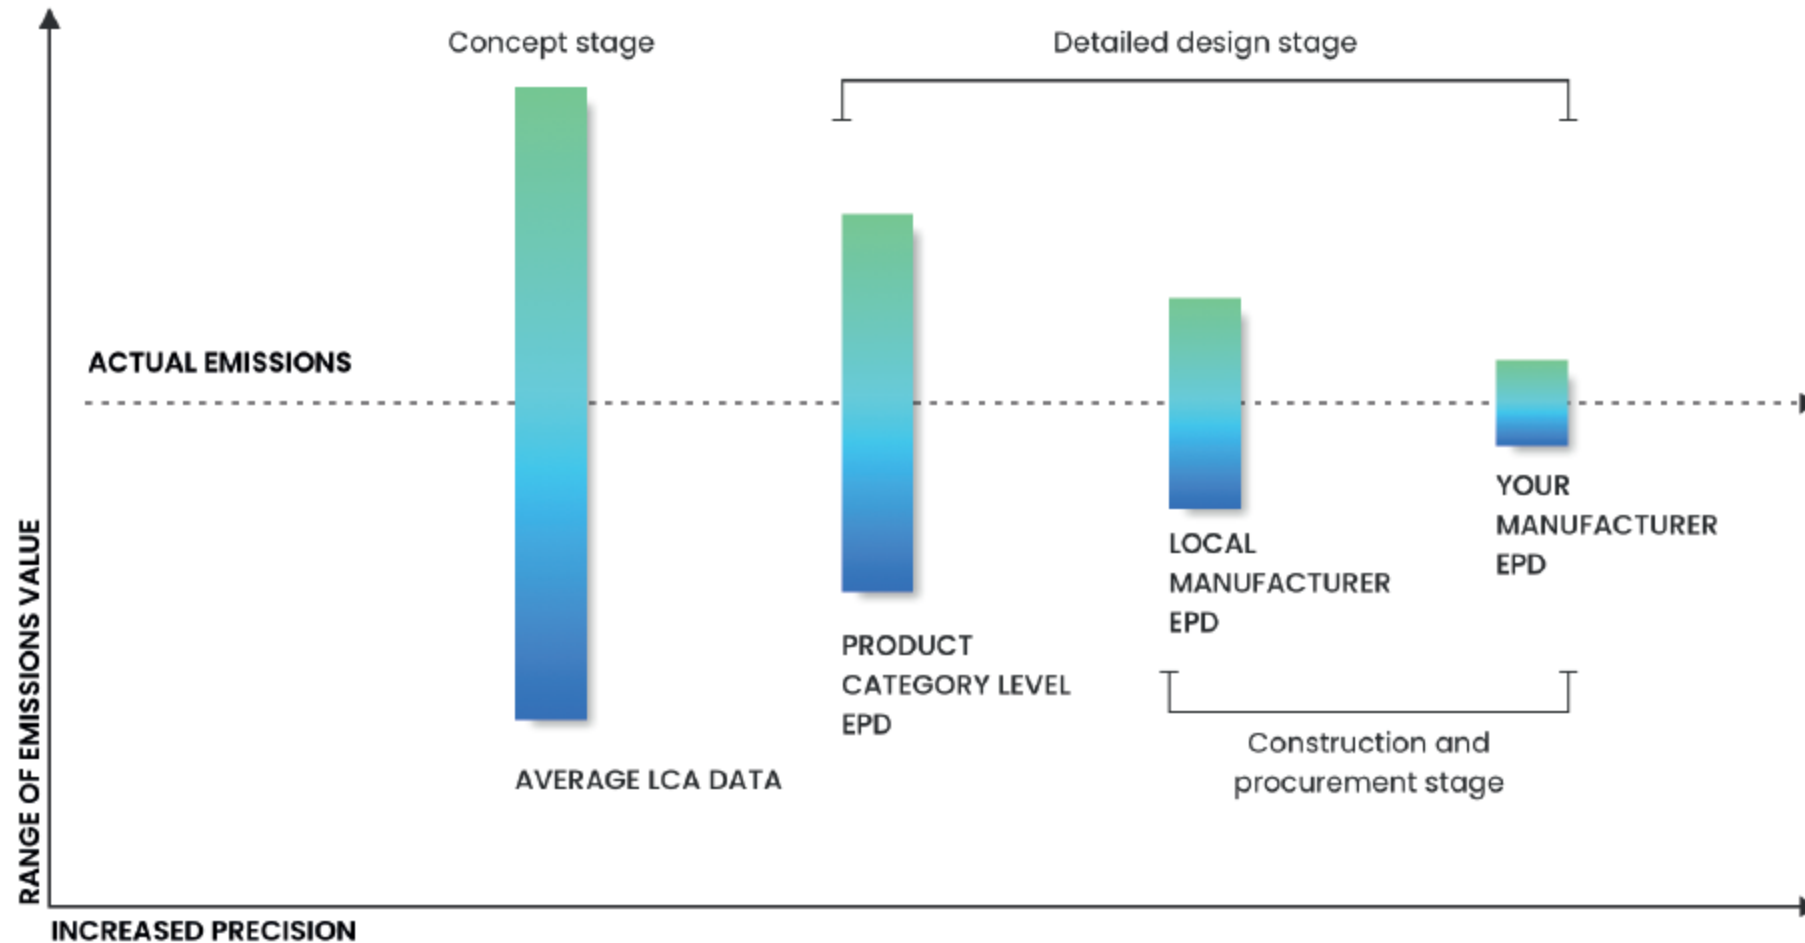 Concept stage
Detailed design stage
ACTUAL EMISSIONS
RANGE OF EMISSIONS VALUE
AVERAGE LCA DATA
PRODUCT
CATEGORY LEVEL
EPD
LOCAL
MANUFACTURER
EPD
YOUR
MANUFACTURER
EPD
Construction and
procurement stage
INCREASED PRECISION